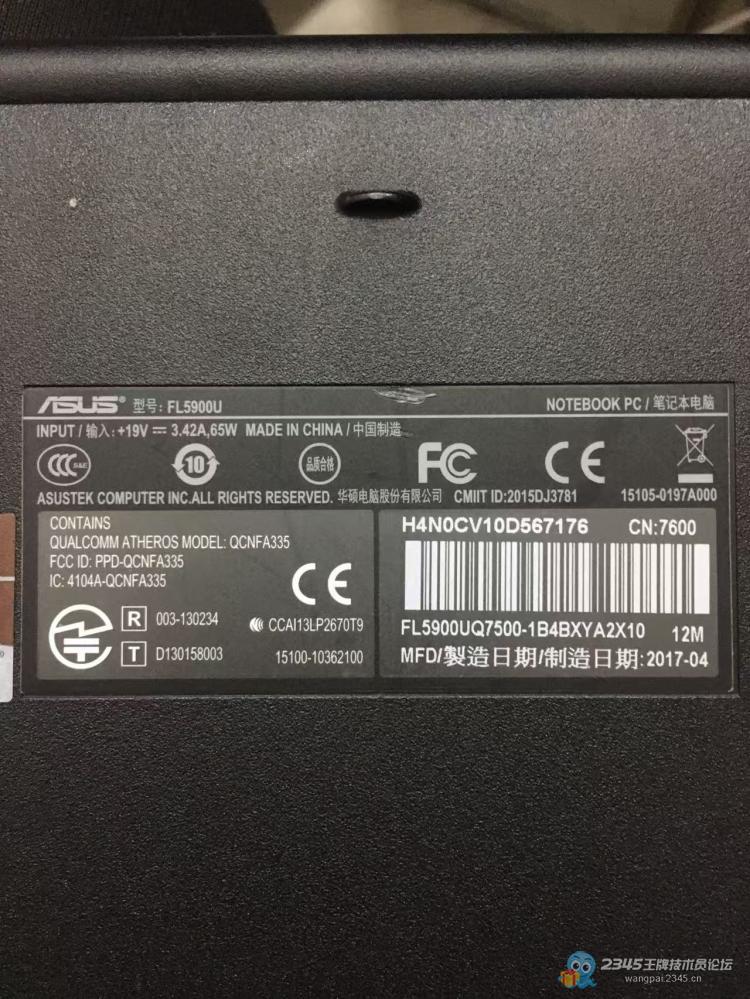 ASUS 型号: FL5900U NOTEBOOK PC / 笔记本电脑
INPUT / 输入: +19V ⎓ 3.42A,65W MADE IN CHINA / 中国制造
CCC S&E 10 品质合格 FC CE
ASUSTEK COMPUTER INC.ALL RIGHTS RESERVED. 华硕电脑股份有限公司 CMIIT ID:2015DJ3781 15105-0197A000
CONTAINS
QUALCOMM ATHEROS MODEL: QCNFA335
FCC ID: PPD-QCNFA335
IC: 4104A-QCNFA335
CE
R 003-130234 CCAI13LP2670T9
T D130158003 15100-10362100
H4N0CV10D567176 CN:7600
FL5900UQ7500-1B4BXYA2X10 12M
MFD/製造日期/制造日期: 2017-04
2345王牌技术员论坛
wangpai.2345.cn